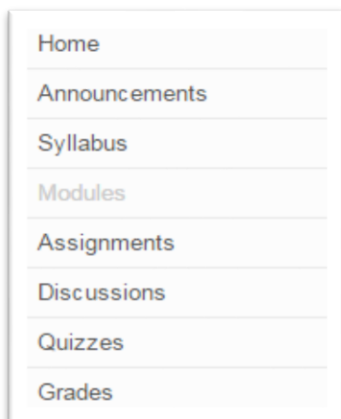 Home
Announcements
Syllabus
Modules
Assignments
Discussions
Quizzes
Grades